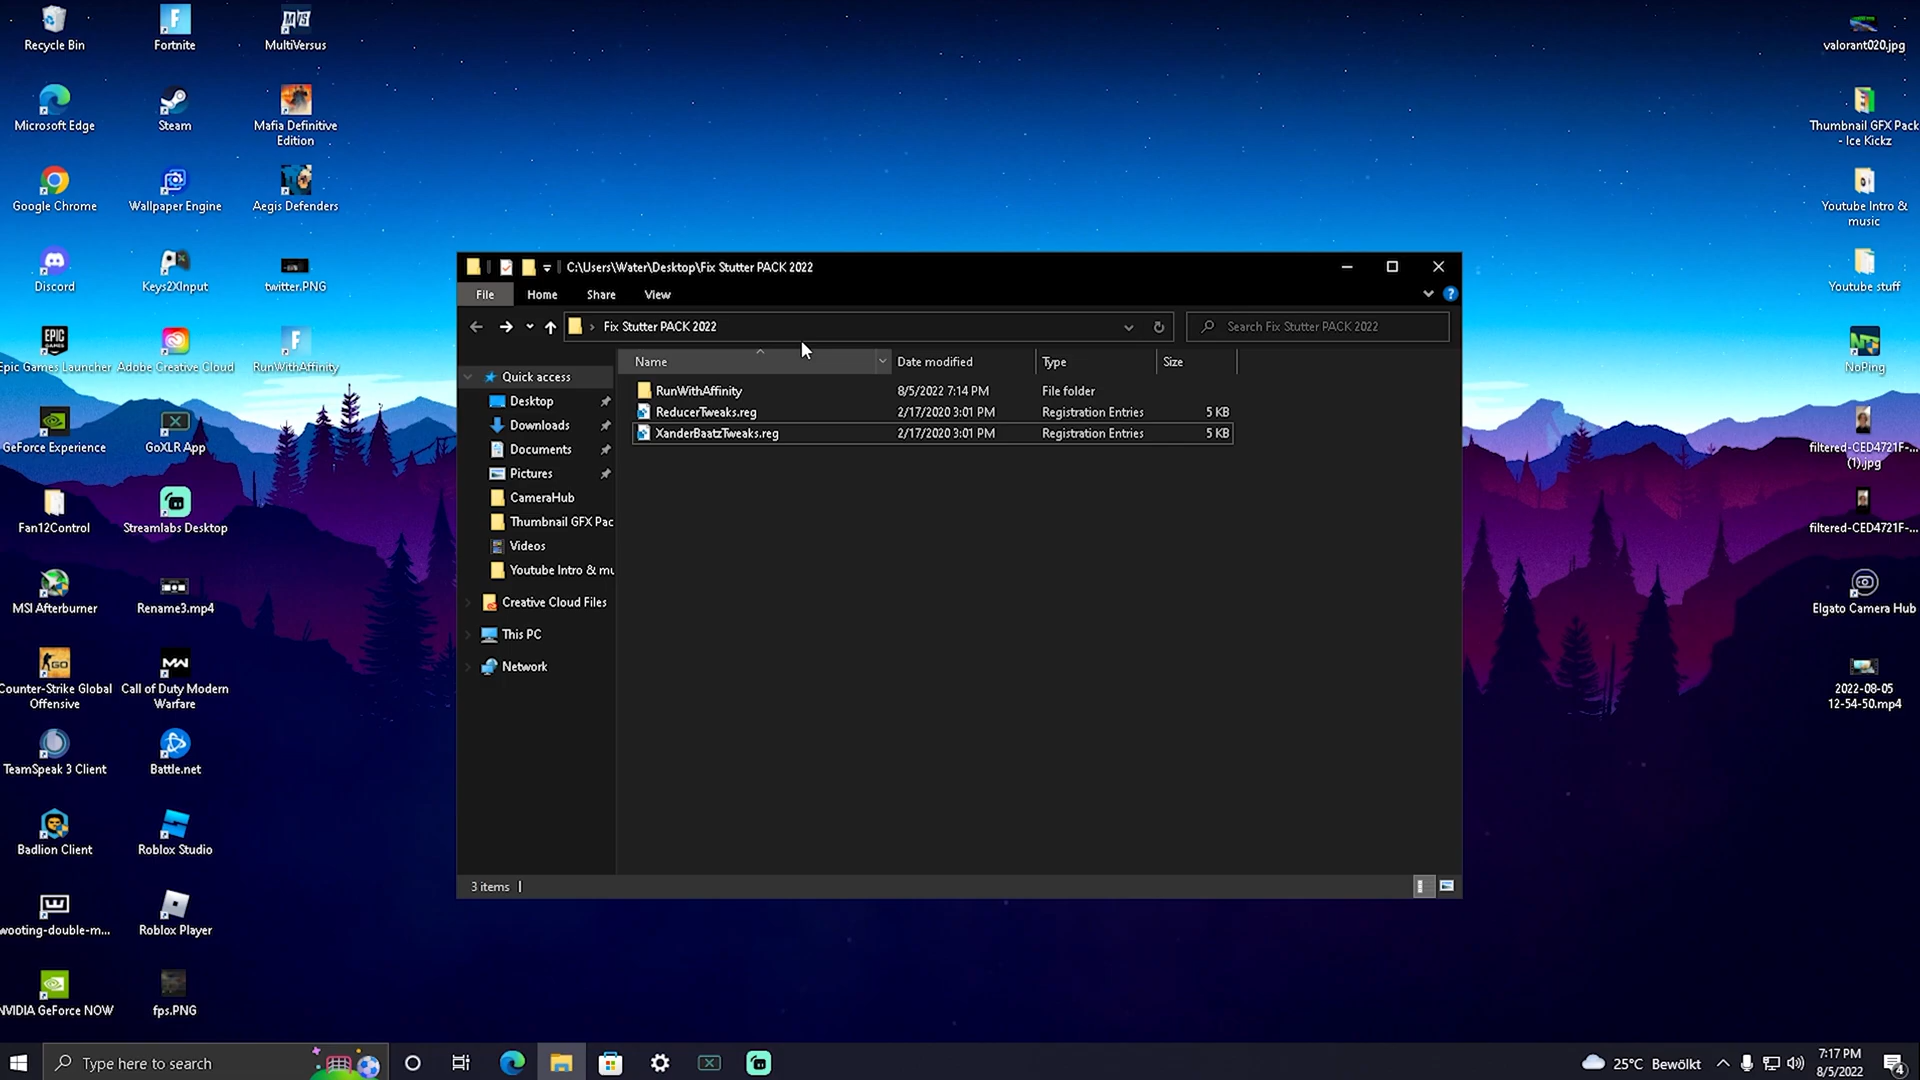 Recycle Bin
Fortnite
MultiVersus
Microsoft Edge
Steam
Mafia Definitive
Edition
Google Chrome
Wallpaper Engine
Aegis Defenders
Discord
Keys2XInput
twitter.PNG
Epic Games Launcher
Adobe Creative Cloud
RunWithAffinity
GeForce Experience
GoXLR App
Fan12Control
Streamlabs Desktop
MSI Afterburner
Rename3.mp4
Counter-Strike Global
Offensive
Call of Duty Modern
Warfare
TeamSpeak 3 Client
Battle.net
Badlion Client
Roblox Studio
wooting-double-m...
Roblox Player
NVIDIA GeForce NOW
fps.PNG
C:\Users\Water\Desktop\Fix Stutter PACK 2022
File
Home
Share
View
Fix Stutter PACK 2022
Search Fix Stutter PACK 2022
Name
Date modified
Type
Size
Quick access
Desktop
Downloads
Documents
Pictures
CameraHub
Thumbnail GFX Pac
Videos
Youtube Intro & mu
Creative Cloud Files
This PC
Network
RunWithAffinity 8/5/2022 7:14 PM File folder
ReducerTweaks.reg 2/17/2020 3:01 PM Registration Entries 5 KB
XanderBaatzTweaks.reg 2/17/2020 3:01 PM Registration Entries 5 KB
3 items
valorant020.jpg
Thumbnail GFX Pack
- Ice Kickz
Youtube Intro &
music
Youtube stuff
NoPing
filtered-CED4721F-...
(1).jpg
filtered-CED4721F-...
Elgato Camera Hub
2022-08-05
12-54-50.mp4
Type here to search
25°C Bewölkt
7:17 PM
8/5/2022
4